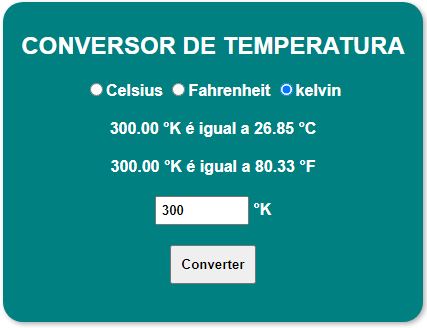 CONVERSOR DE TEMPERATURA
Celsius Fahrenheit kelvin
300.00 °K é igual a 26.85 °C
300.00 °K é igual a 80.33 °F
300 °K
Converter